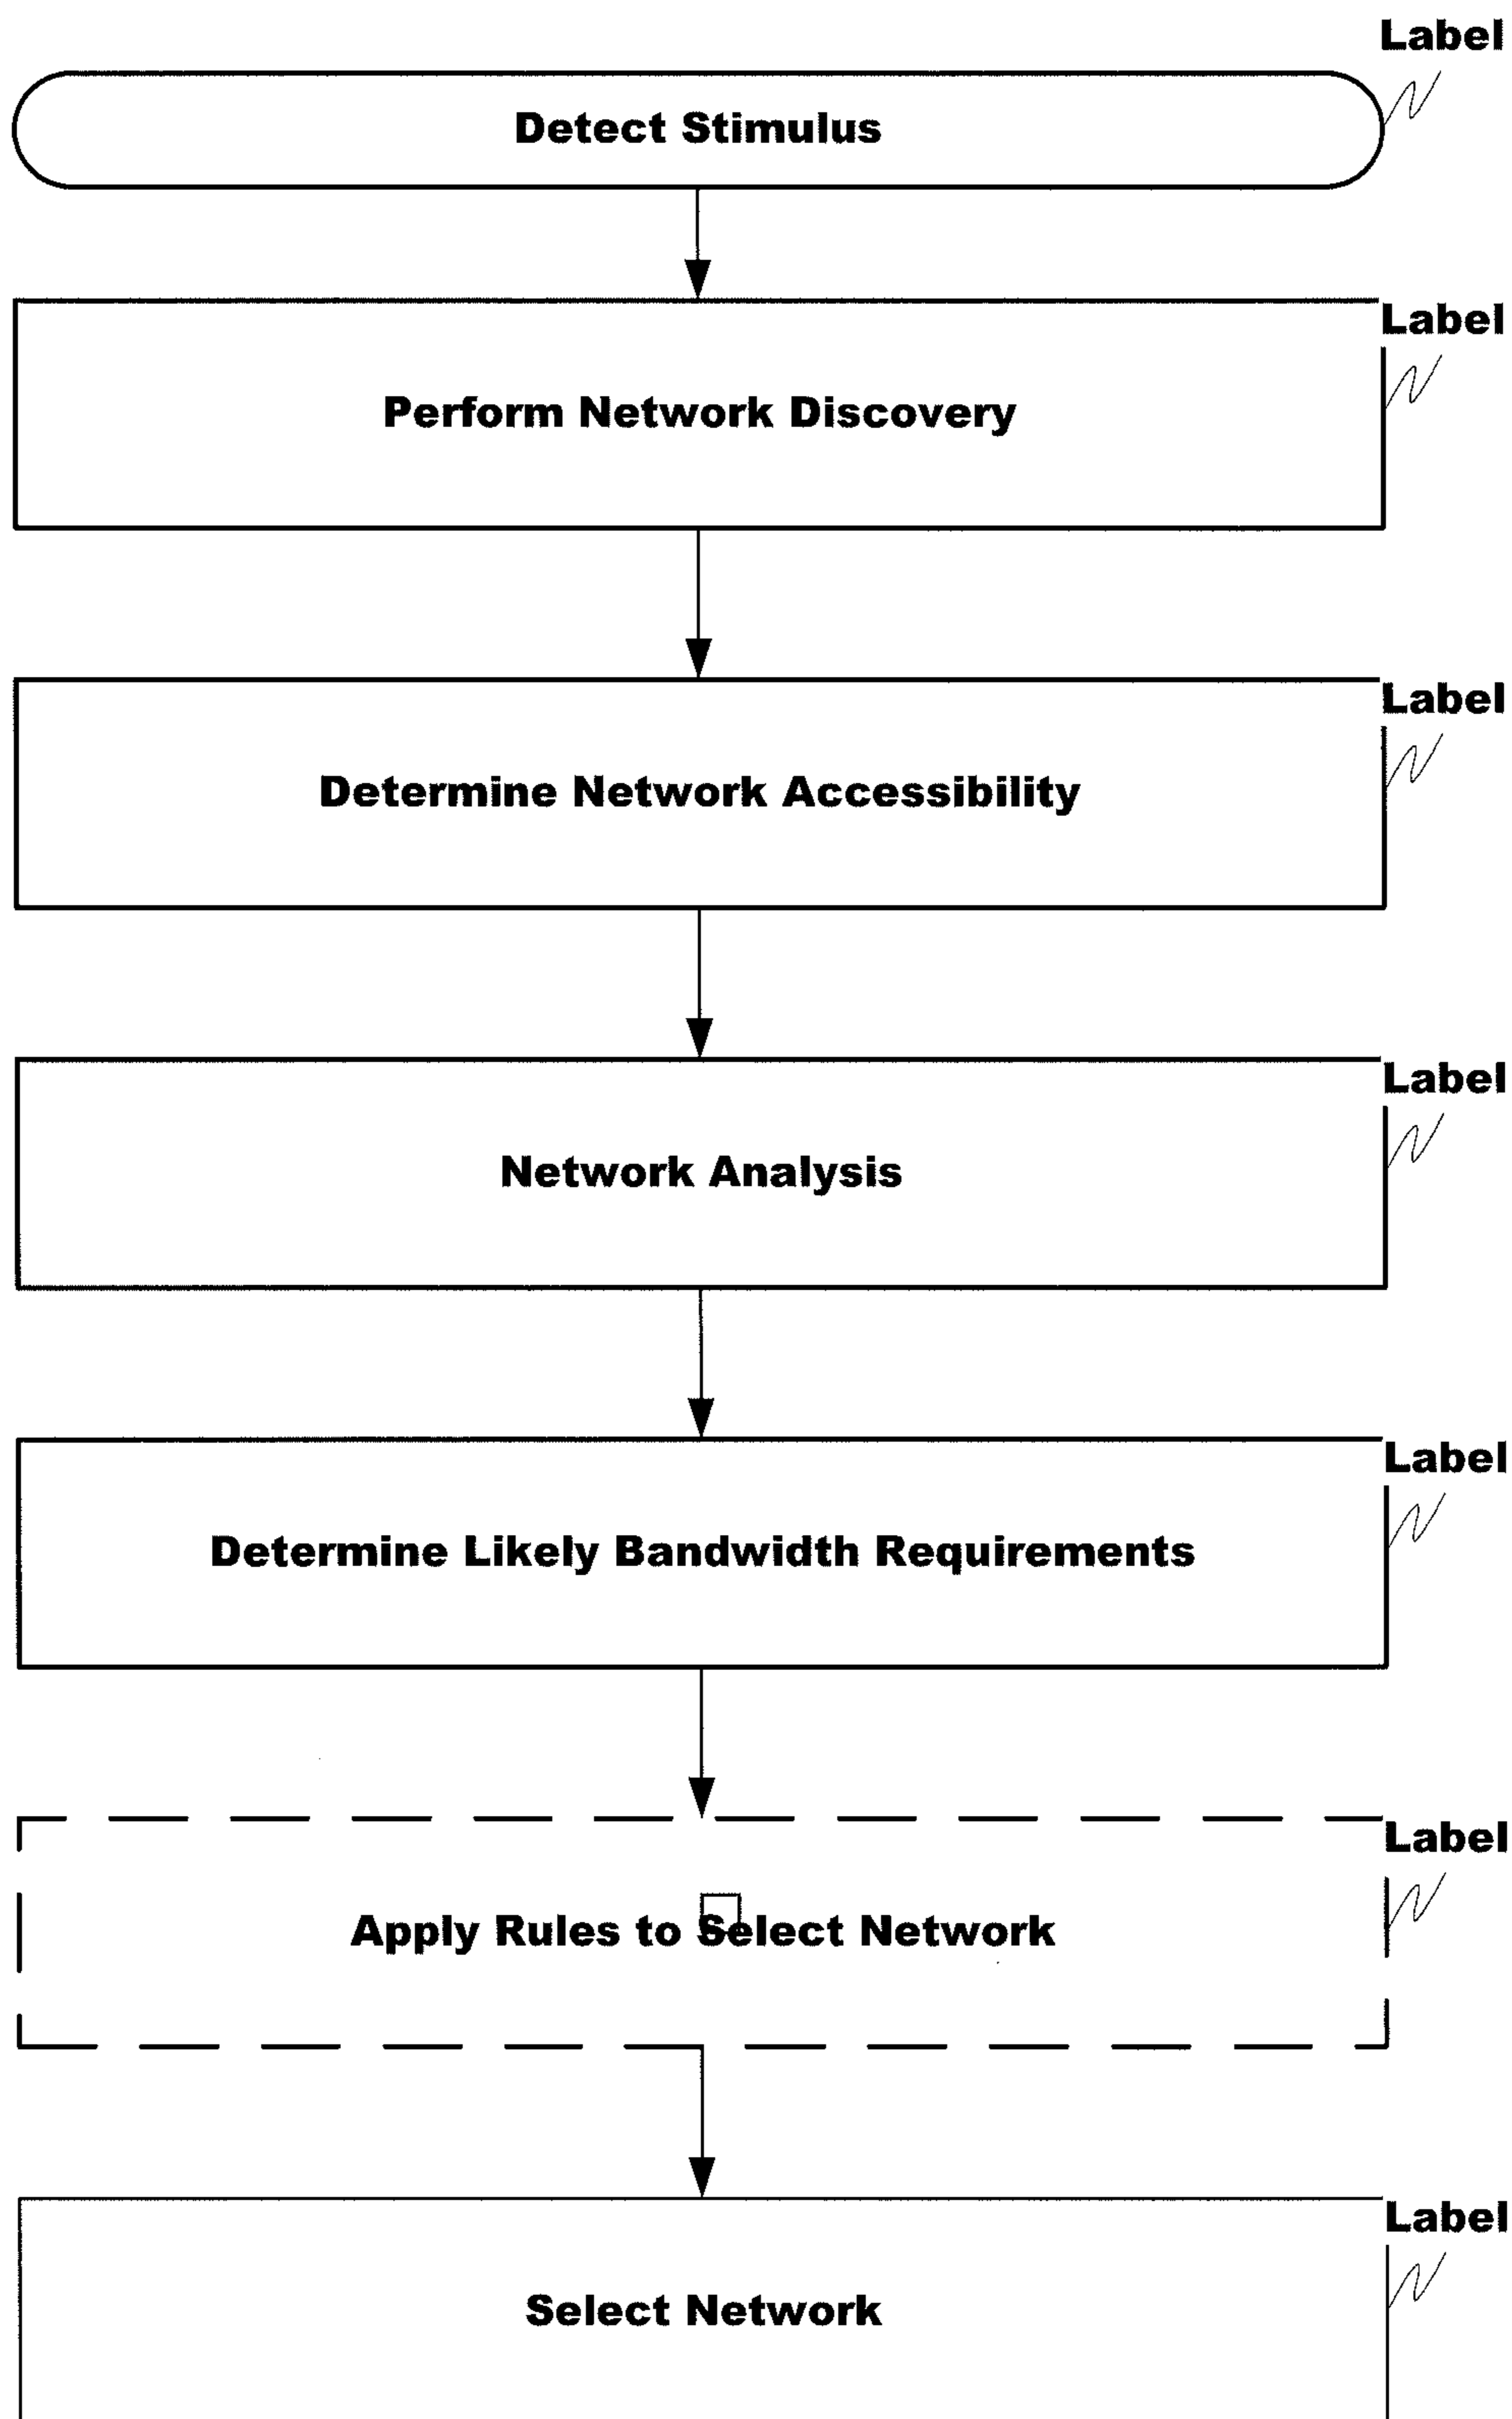 Label
Detect Stimulus
Label
Perform Network Discovery
Label
Determine Network Accessibility
Label
Network Analysis
Label
Determine Likely Bandwidth Requirements
Label
Apply Rules to Select Network
Label
Select Network